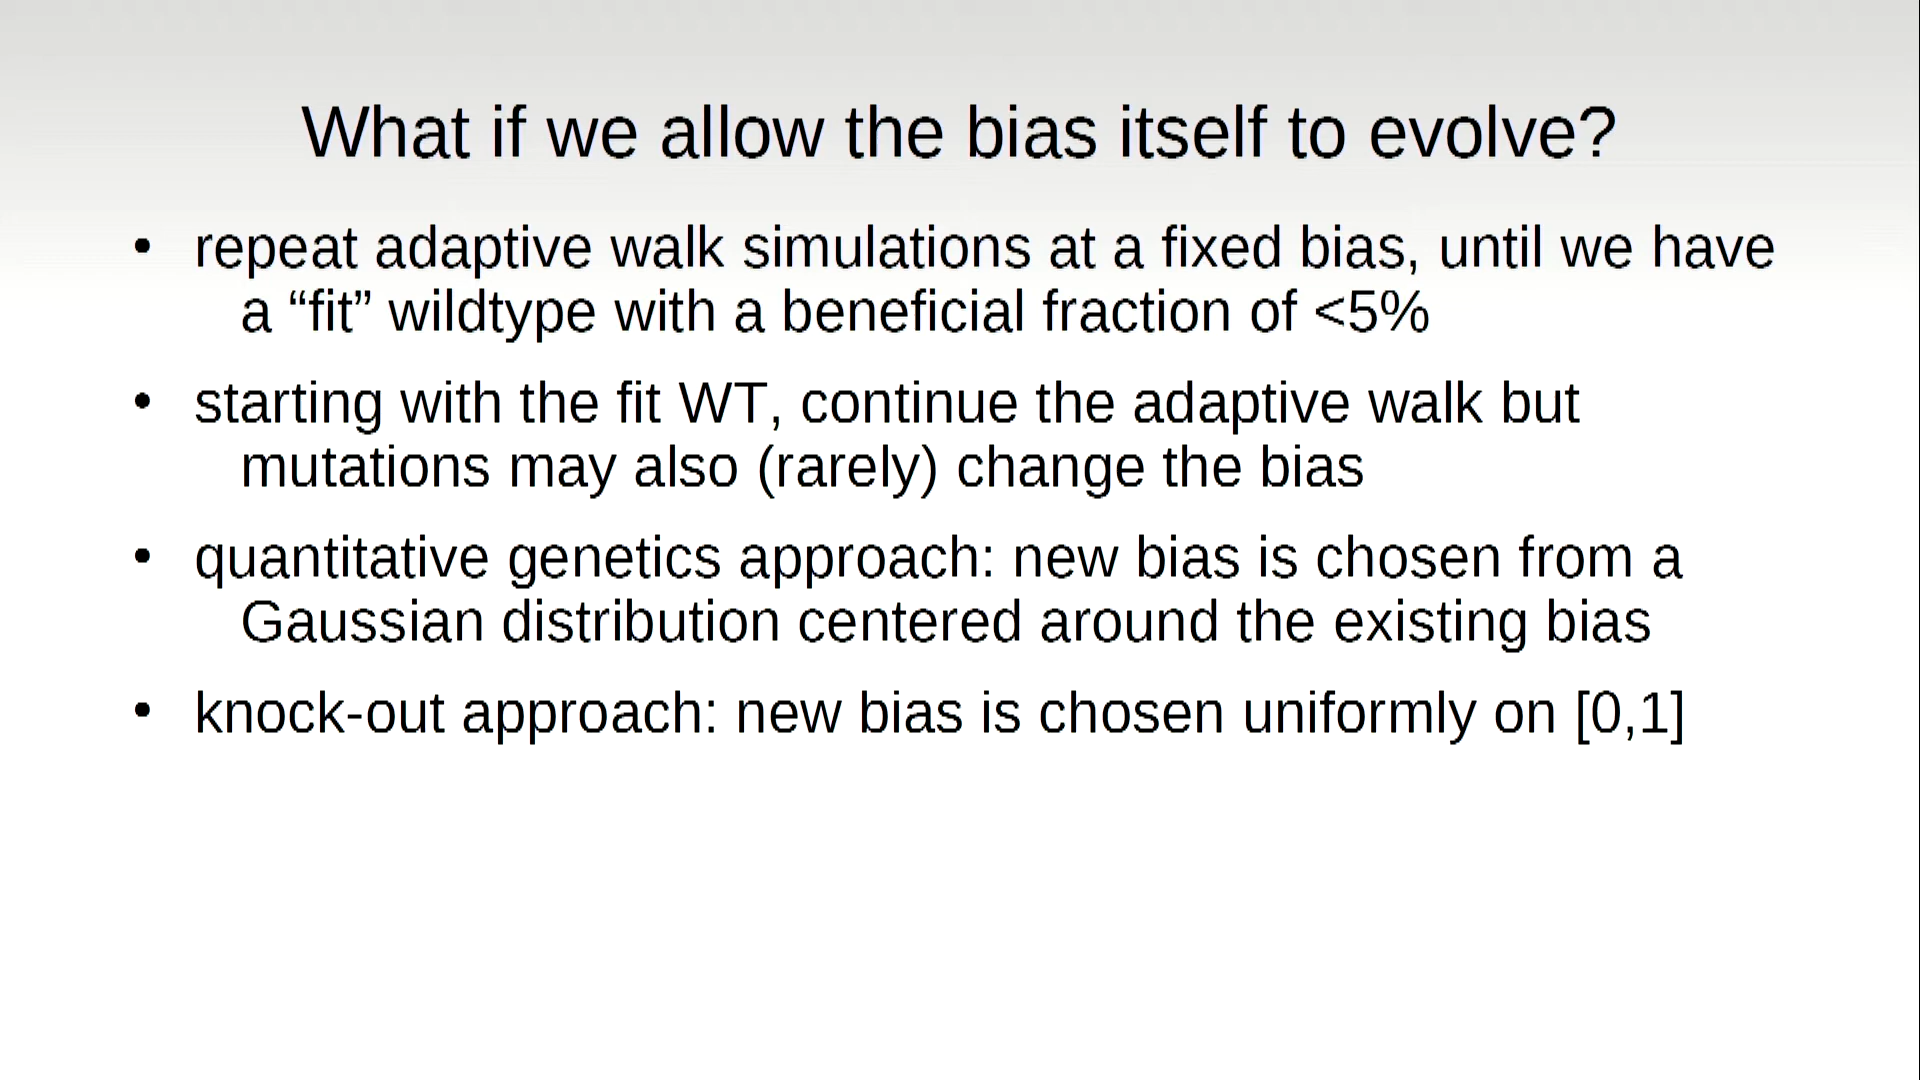 What if we allow the bias itself to evolve?
• repeat adaptive walk simulations at a fixed bias, until we have
a “fit” wildtype with a beneficial fraction of <5%
• starting with the fit WT, continue the adaptive walk but
mutations may also (rarely) change the bias
• quantitative genetics approach: new bias is chosen from a
Gaussian distribution centered around the existing bias
• knock-out approach: new bias is chosen uniformly on [0,1]